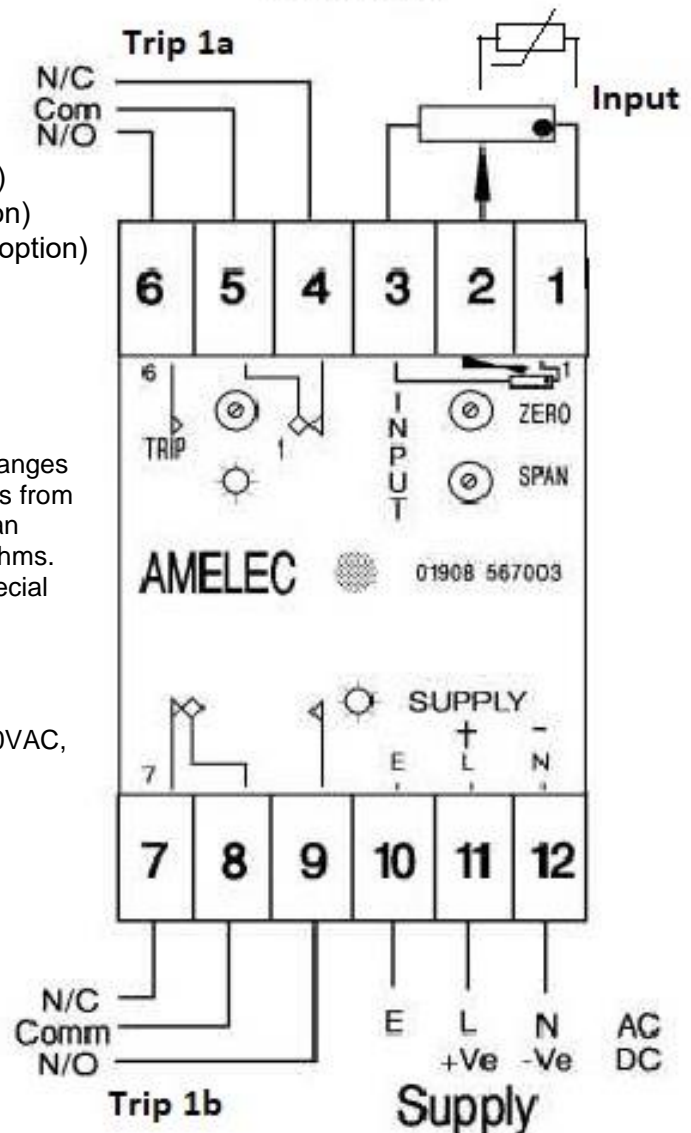 Trip 1a
N/C
Com
N/O
Input
)
on)
option)
6 5 4 3 2 1
6
1
TRIP
1
INPUT
ZERO
SPAN
anges
s from
an
hms.
ecial
AMELEC
01908 567003
0VAC,
SUPPLY
+ -
E L N
7
7 8 9 10 11 12
N/C
Comm
N/O
E L N AC
+Ve -Ve DC
Trip 1b
Supply